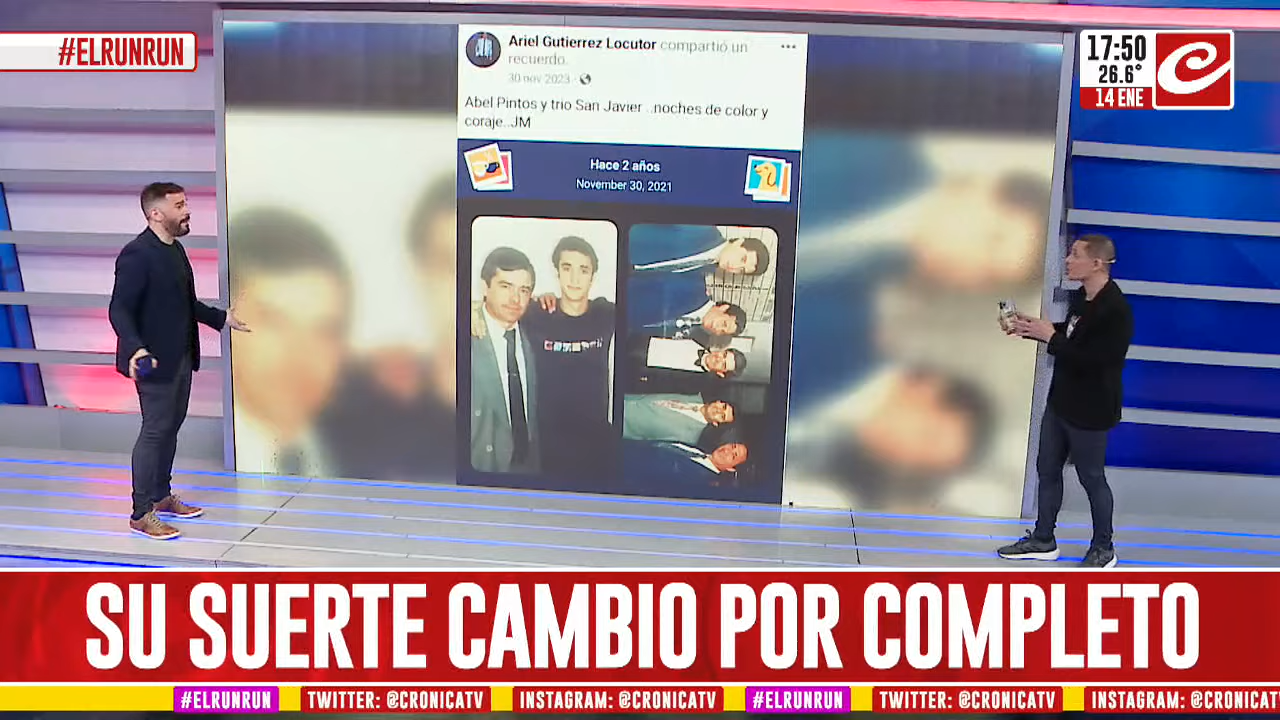 #ELRUNRUN
17:50
26.6°
14 ENE
Ariel Gutierrez Locutor compartió un
recuerdo.
30 nov 2023
Abel Pintos y trio San Javier ..noches de color y
coraje..JM
Hace 2 años
November 30, 2021
SU SUERTE CAMBIO POR COMPLETO
#ELRUNRUN TWITTER: @CRONICATV INSTAGRAM: @CRONICATV #ELRUNRUN TWITTER: @CRONICATV INSTAGRAM: @CRONICAT